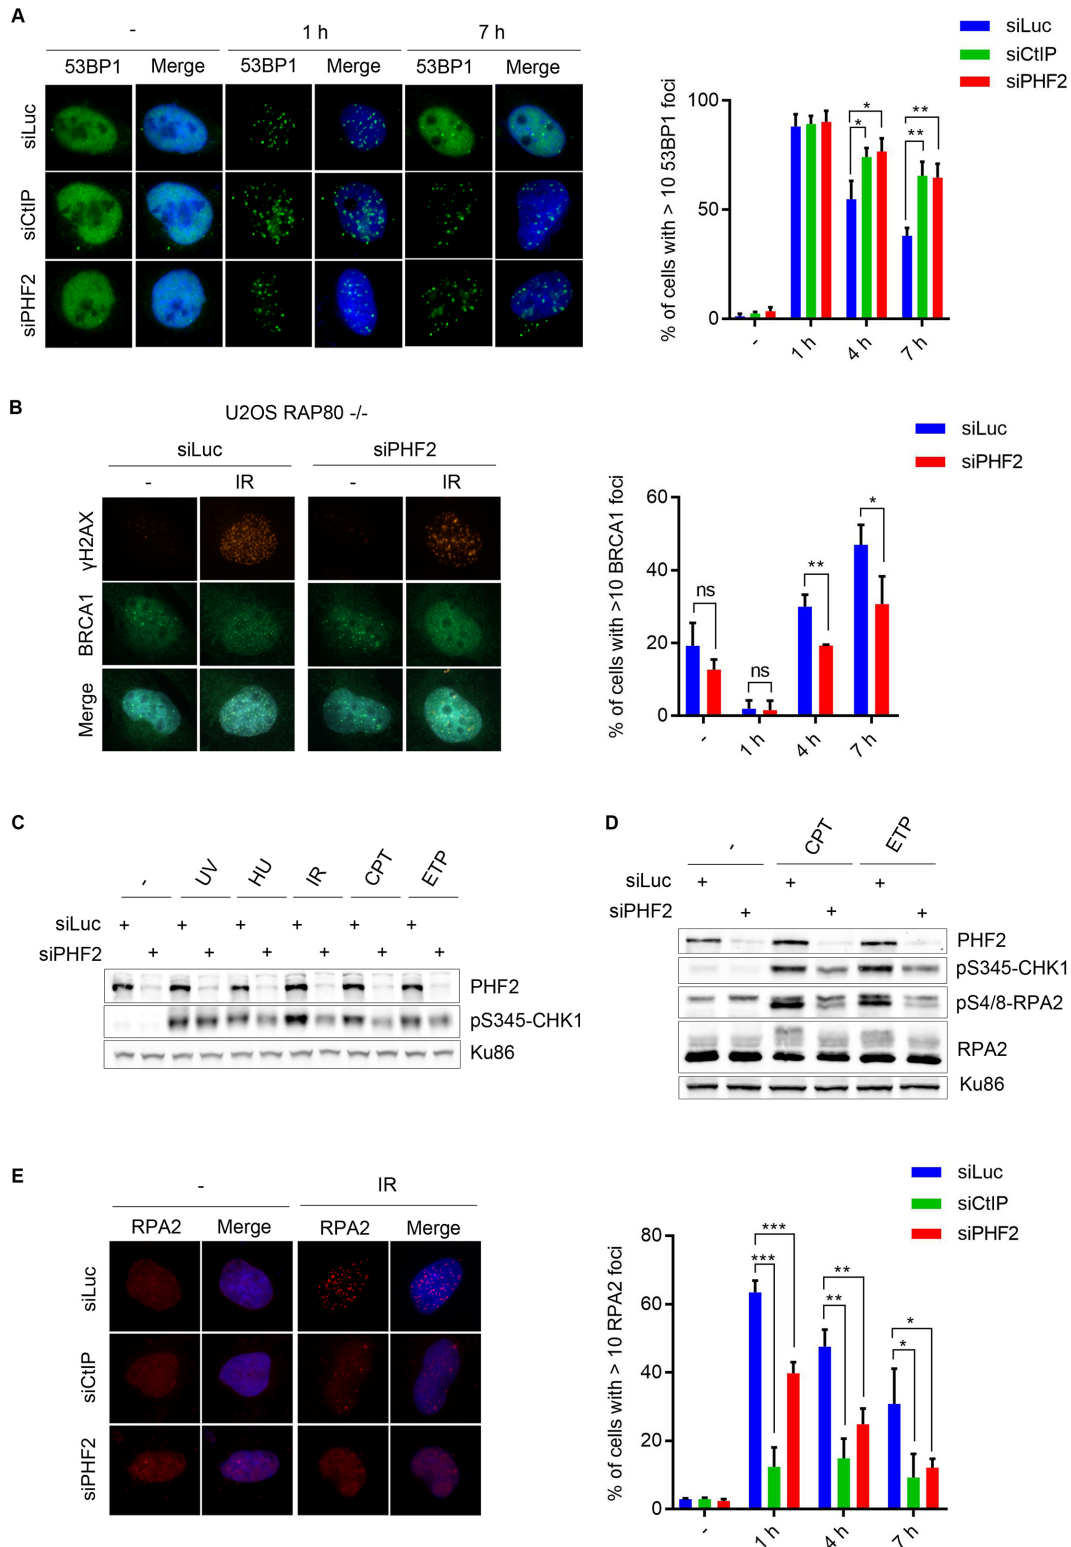 A
- 1 h 7 h
53BP1 Merge 53BP1 Merge 53BP1 Merge
siLuc
siCtIP
siPHF2
siLuc
siCtIP
siPHF2
% of cells with > 10 53BP1 foci
100
50
0
* *
** **
- 1 h 4 h 7 h
B
U2OS RAP80 -/-
siLuc siPHF2
- IR - IR
γH2AX
BRCA1
Merge
siLuc
siPHF2
% of cells with >10 BRCA1 foci
60
40
20
0
ns ns ** *
- 1 h 4 h 7 h
C
- UV HU IR CPT ETP
siLuc + + + + + +
siPHF2 + + + + + +
PHF2
pS345-CHK1
Ku86
D
- CPT ETP
siLuc + + +
siPHF2 + + +
PHF2
pS345-CHK1
pS4/8-RPA2
RPA2
Ku86
E
- IR
RPA2 Merge RPA2 Merge
siLuc
siCtIP
siPHF2
siLuc
siCtIP
siPHF2
% of cells with > 10 RPA2 foci
80
60
40
20
0
*** ***
** **
* *
- 1 h 4 h 7 h